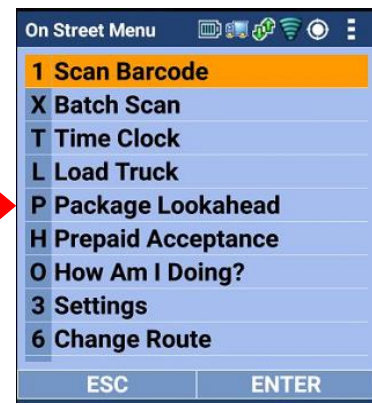 On Street Menu
1 Scan Barcode
X Batch Scan
T Time Clock
L Load Truck
P Package Lookahead
H Prepaid Acceptance
O How Am I Doing?
3 Settings
6 Change Route
ESC ENTER